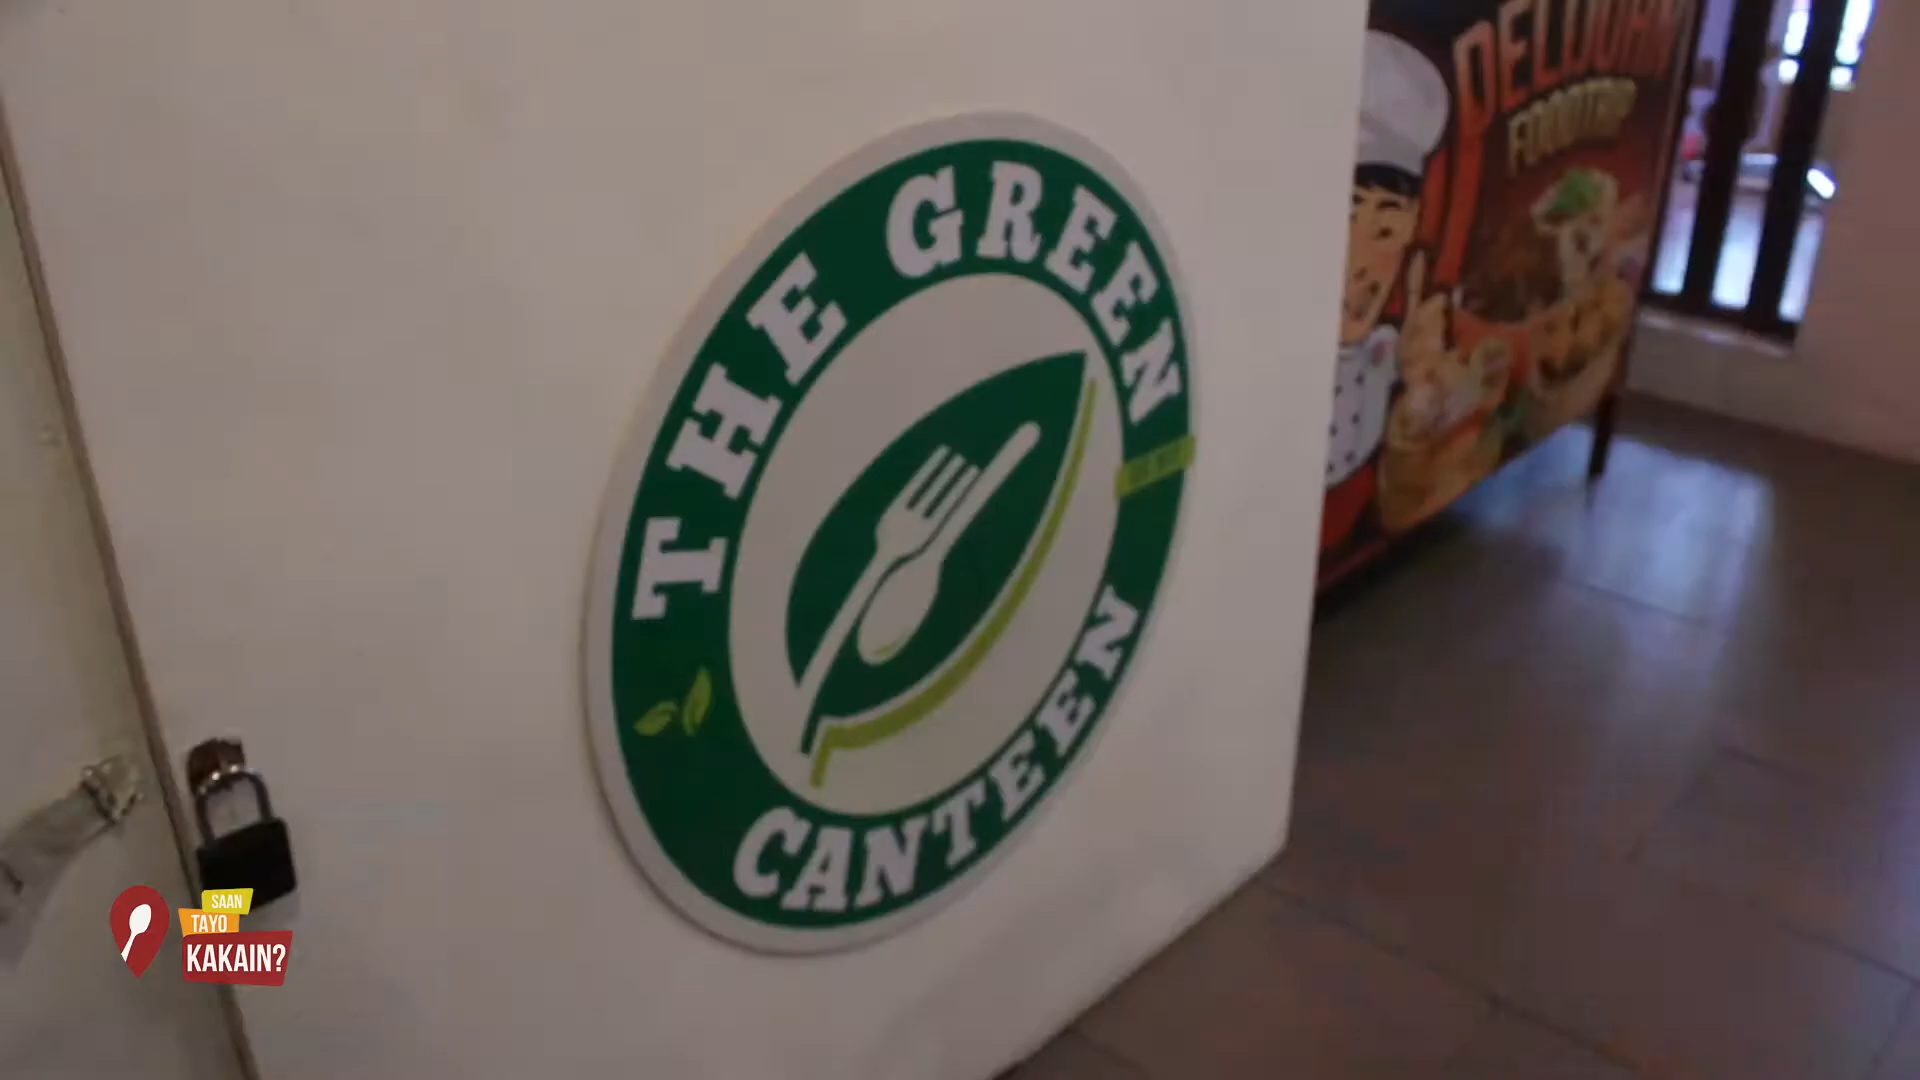 THE GREEN
CANTEEN
FOODTRIP
SAAN
TAYO
KAKAIN?